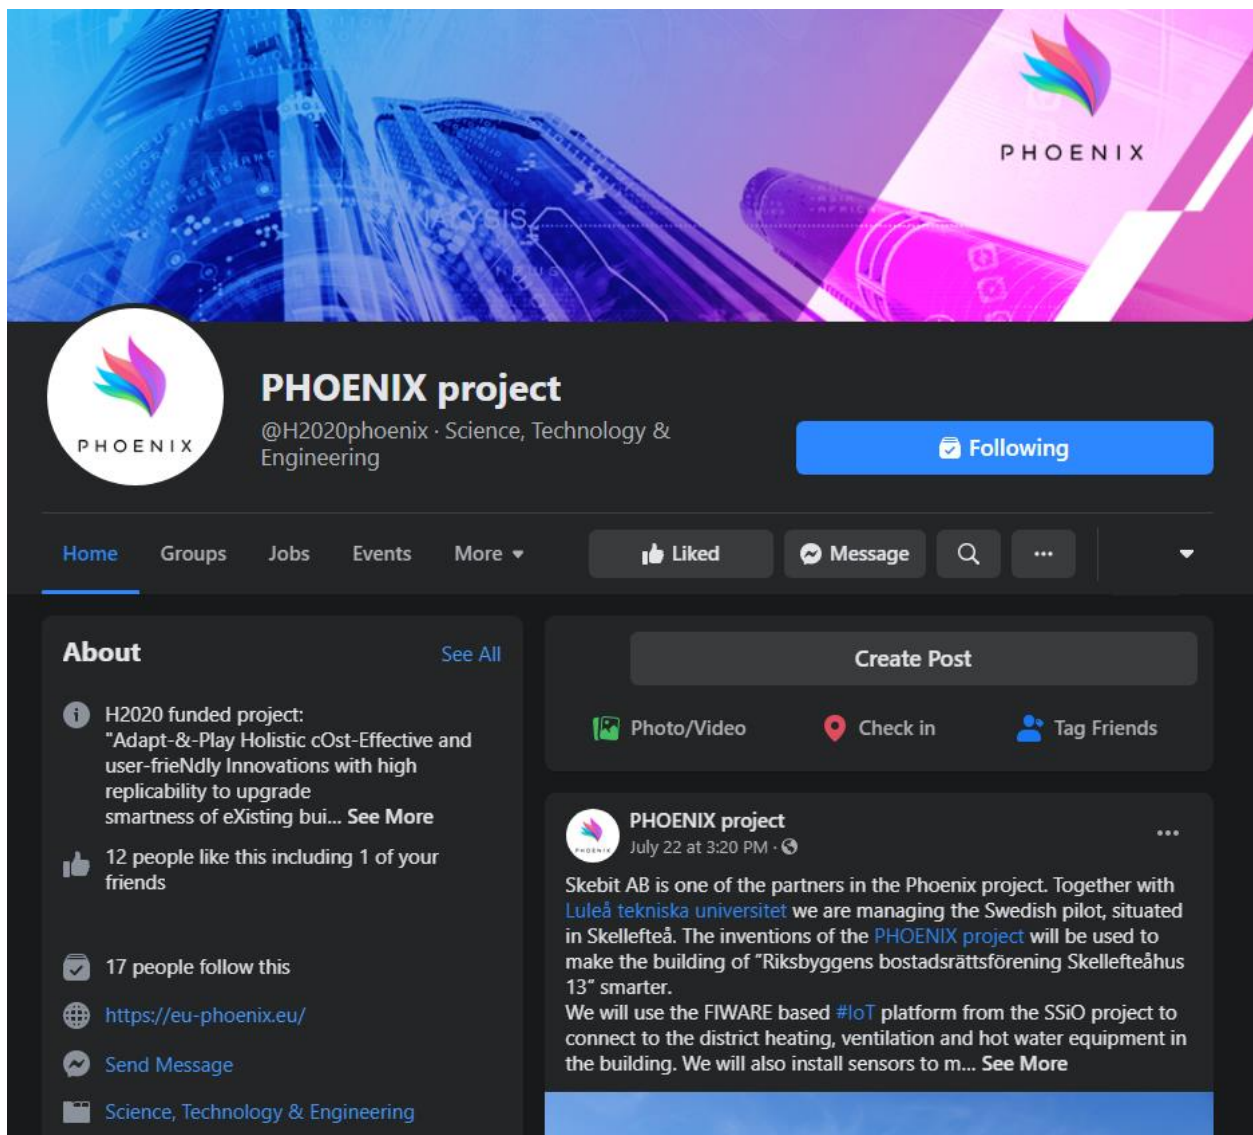 ANALYSIS
NEWS
PHOENIX
PHOENIX
PHOENIX project
@H2020phoenix · Science, Technology &
Engineering
Following
Home Groups Jobs Events More
Liked Message
About See All
H2020 funded project:
"Adapt-&-Play Holistic cOst-Effective and
user-frieNdly Innovations with high
replicability to upgrade
smartness of eXisting bui... See More
12 people like this including 1 of your
friends
17 people follow this
https://eu-phoenix.eu/
Send Message
Science, Technology & Engineering
Create Post
Photo/Video Check in Tag Friends
PHOENIX
PHOENIX project
July 22 at 3:20 PM ·
Skebit AB is one of the partners in the Phoenix project. Together with
Luleå tekniska universitet we are managing the Swedish pilot, situated
in Skellefteå. The inventions of the PHOENIX project will be used to
make the building of "Riksbyggens bostadsrättsförening Skellefteåhus
13" smarter.
We will use the FIWARE based #IoT platform from the SSiO project to
connect to the district heating, ventilation and hot water equipment in
the building. We will also install sensors to m... See More